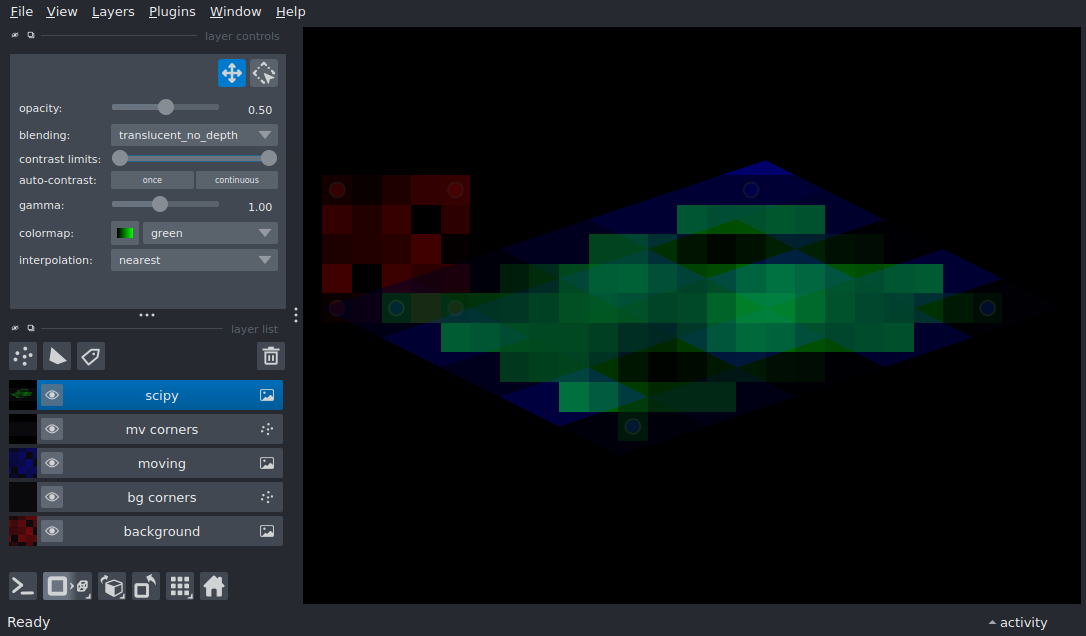 File View Layers Plugins Window Help
layer controls
opacity: 0.50
blending: translucent_no_depth
contrast limits:
auto-contrast: once continuous
gamma: 1.00
colormap: green
interpolation: nearest
layer list
scipy
mv corners
moving
bg corners
background
Ready activity